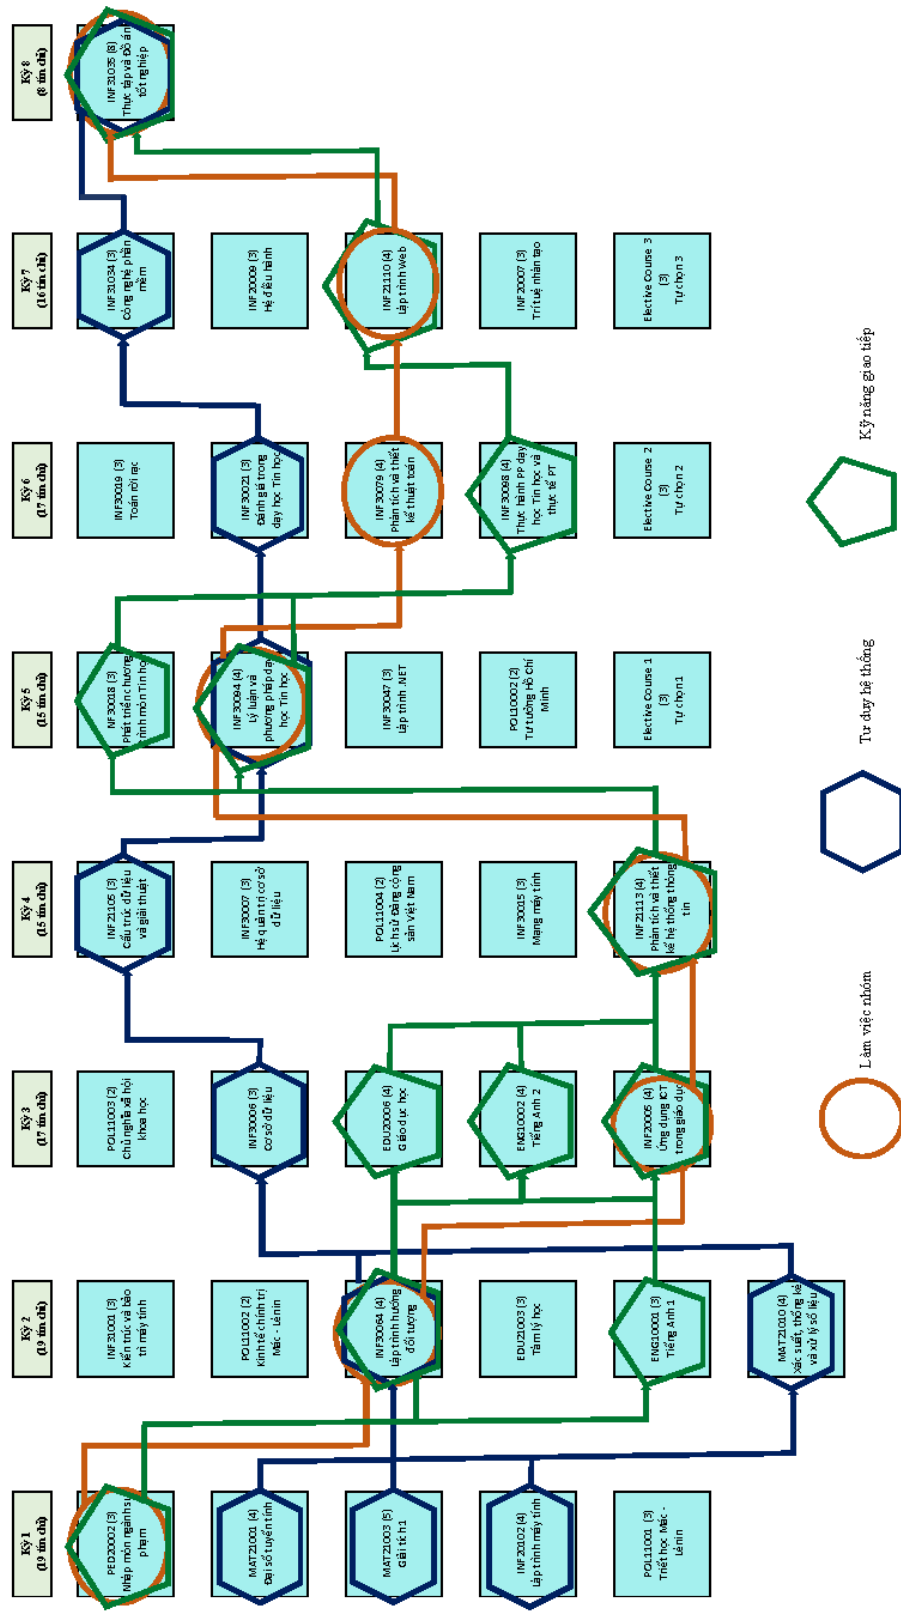 Kỳ 1
(19 tín chỉ)
PED20002 (3)
Nhập môn ngành sư
phạm
MAT21001 (4)
Đại số tuyến tính
MAT21003 (5)
Giải tích 1
INF20102 (4)
Lập trình máy tính
POL11001 (3)
Triết học Mác -
Lênin
Kỳ 2
(19 tín chỉ)
INF31001 (3)
Kiến trúc và bảo
trì máy tính
POL11002 (2)
Kinh tế chính trị
Mác - Lênin
INF30064 (4)
Lập trình hướng
đối tượng
EDU21003 (3)
Tâm lý học
ENG10001 (3)
Tiếng Anh 1
MAT21010 (4)
Xác suất, thống kê
và xử lý số liệu
Kỳ 3
(17 tín chỉ)
POL11003 (2)
Chủ nghĩa xã hội
khoa học
INF30006 (3)
Cơ sở dữ liệu
EDU20006 (4)
Giáo dục học
ENG10002 (4)
Tiếng Anh 2
INF20005 (4)
Ứng dụng ICT
trong giáo dục
Kỳ 4
(15 tín chỉ)
INF21105 (3)
Cấu trúc dữ liệu
và giải thuật
INF30007 (3)
Hệ quản trị cơ sở
dữ liệu
POL11004 (2)
Lịch sử Đảng cộng
sản Việt Nam
INF30015 (3)
Mạng máy tính
INF21113 (4)
Phân tích và thiết
kế hệ thống thông
tin
Kỳ 5
(15 tín chỉ)
NF30018 (3)
Phát triển chương
trình môn Tin học
INF30094 (4)
Lý luận và
phương pháp dạy
học Tin học
INF30047 (3)
Lập trình .NET
POL10002 (2)
Tư tưởng Hồ Chí
Minh
Elective Course 1
(3)
Tự chọn 1
Kỳ 6
(17 tín chỉ)
INF30019 (3)
Toán rời rạc
INF30021 (3)
Đánh giá trong
dạy học Tin học
INF30079 (4)
Phân tích và thiết
kế thuật toán
INF30098 (4)
Thực hành PP dạy
học Tin học và
thực tế PT
Elective Course 2
(3)
Tự chọn 2
Kỳ 7
(16 tín chỉ)
INF31034 (3)
Công nghệ phần
mềm
INF20009 (3)
Hệ điều hành
INF21110 (4)
Lập trình Web
INF20007 (3)
Trí tuệ nhân tạo
Elective Course 3
(3)
Tự chọn 3
Kỳ 8
(8 tín chỉ)
INF31035 (8)
Thực tập và Đồ án
tốt nghiệp
Làm việc nhóm
Tư duy hệ thống
Kỹ năng giao tiếp